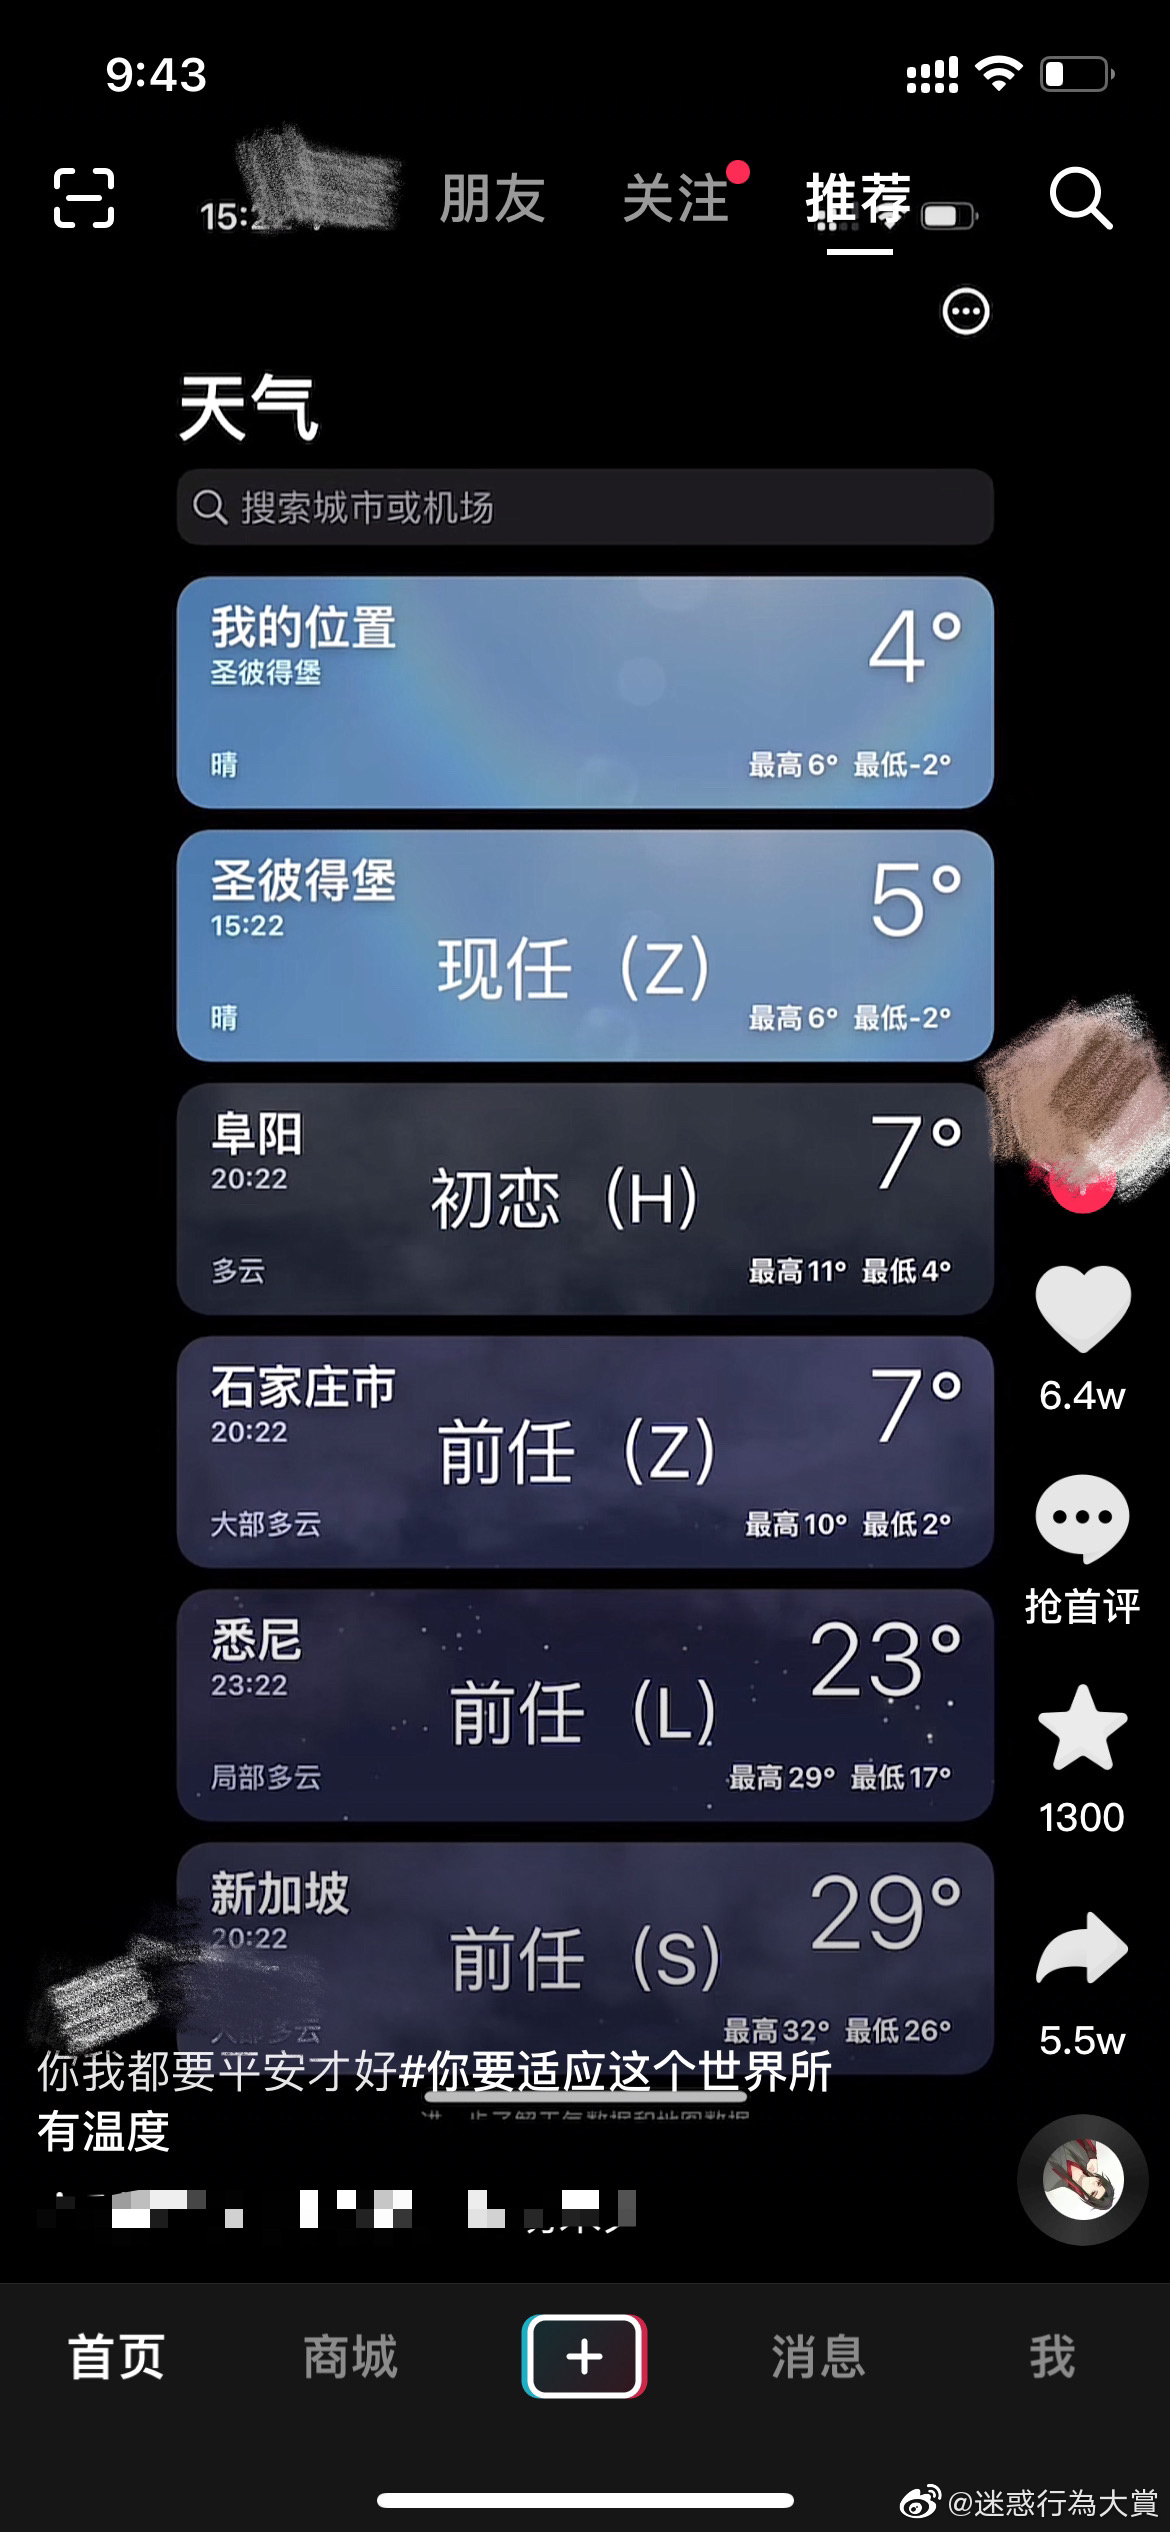 9:43
朋友
关注
推荐
天气
搜索城市或机场
我的位置
4°
圣彼得堡
晴
最高6° 最低-2°
圣彼得堡
5°
15:22
现任 (Z)
晴
最高6° 最低-2°
阜阳
7°
20:22
初恋 (H)
多云
最高11° 最低4°
石家庄市
7°
20:22
前任 (Z)
大部多云
最高10° 最低2°
悉尼
23°
23:22
前任 (L)
局部多云
最高29° 最低17°
新加坡
29°
20:22
前任 (S)
大部多云
最高32° 最低26°
6.4w
抢首评
1300
5.5w
你我都要平安才好#你要适应这个世界所
有温度
首页
商城
消息
我
@迷惑行為大賞